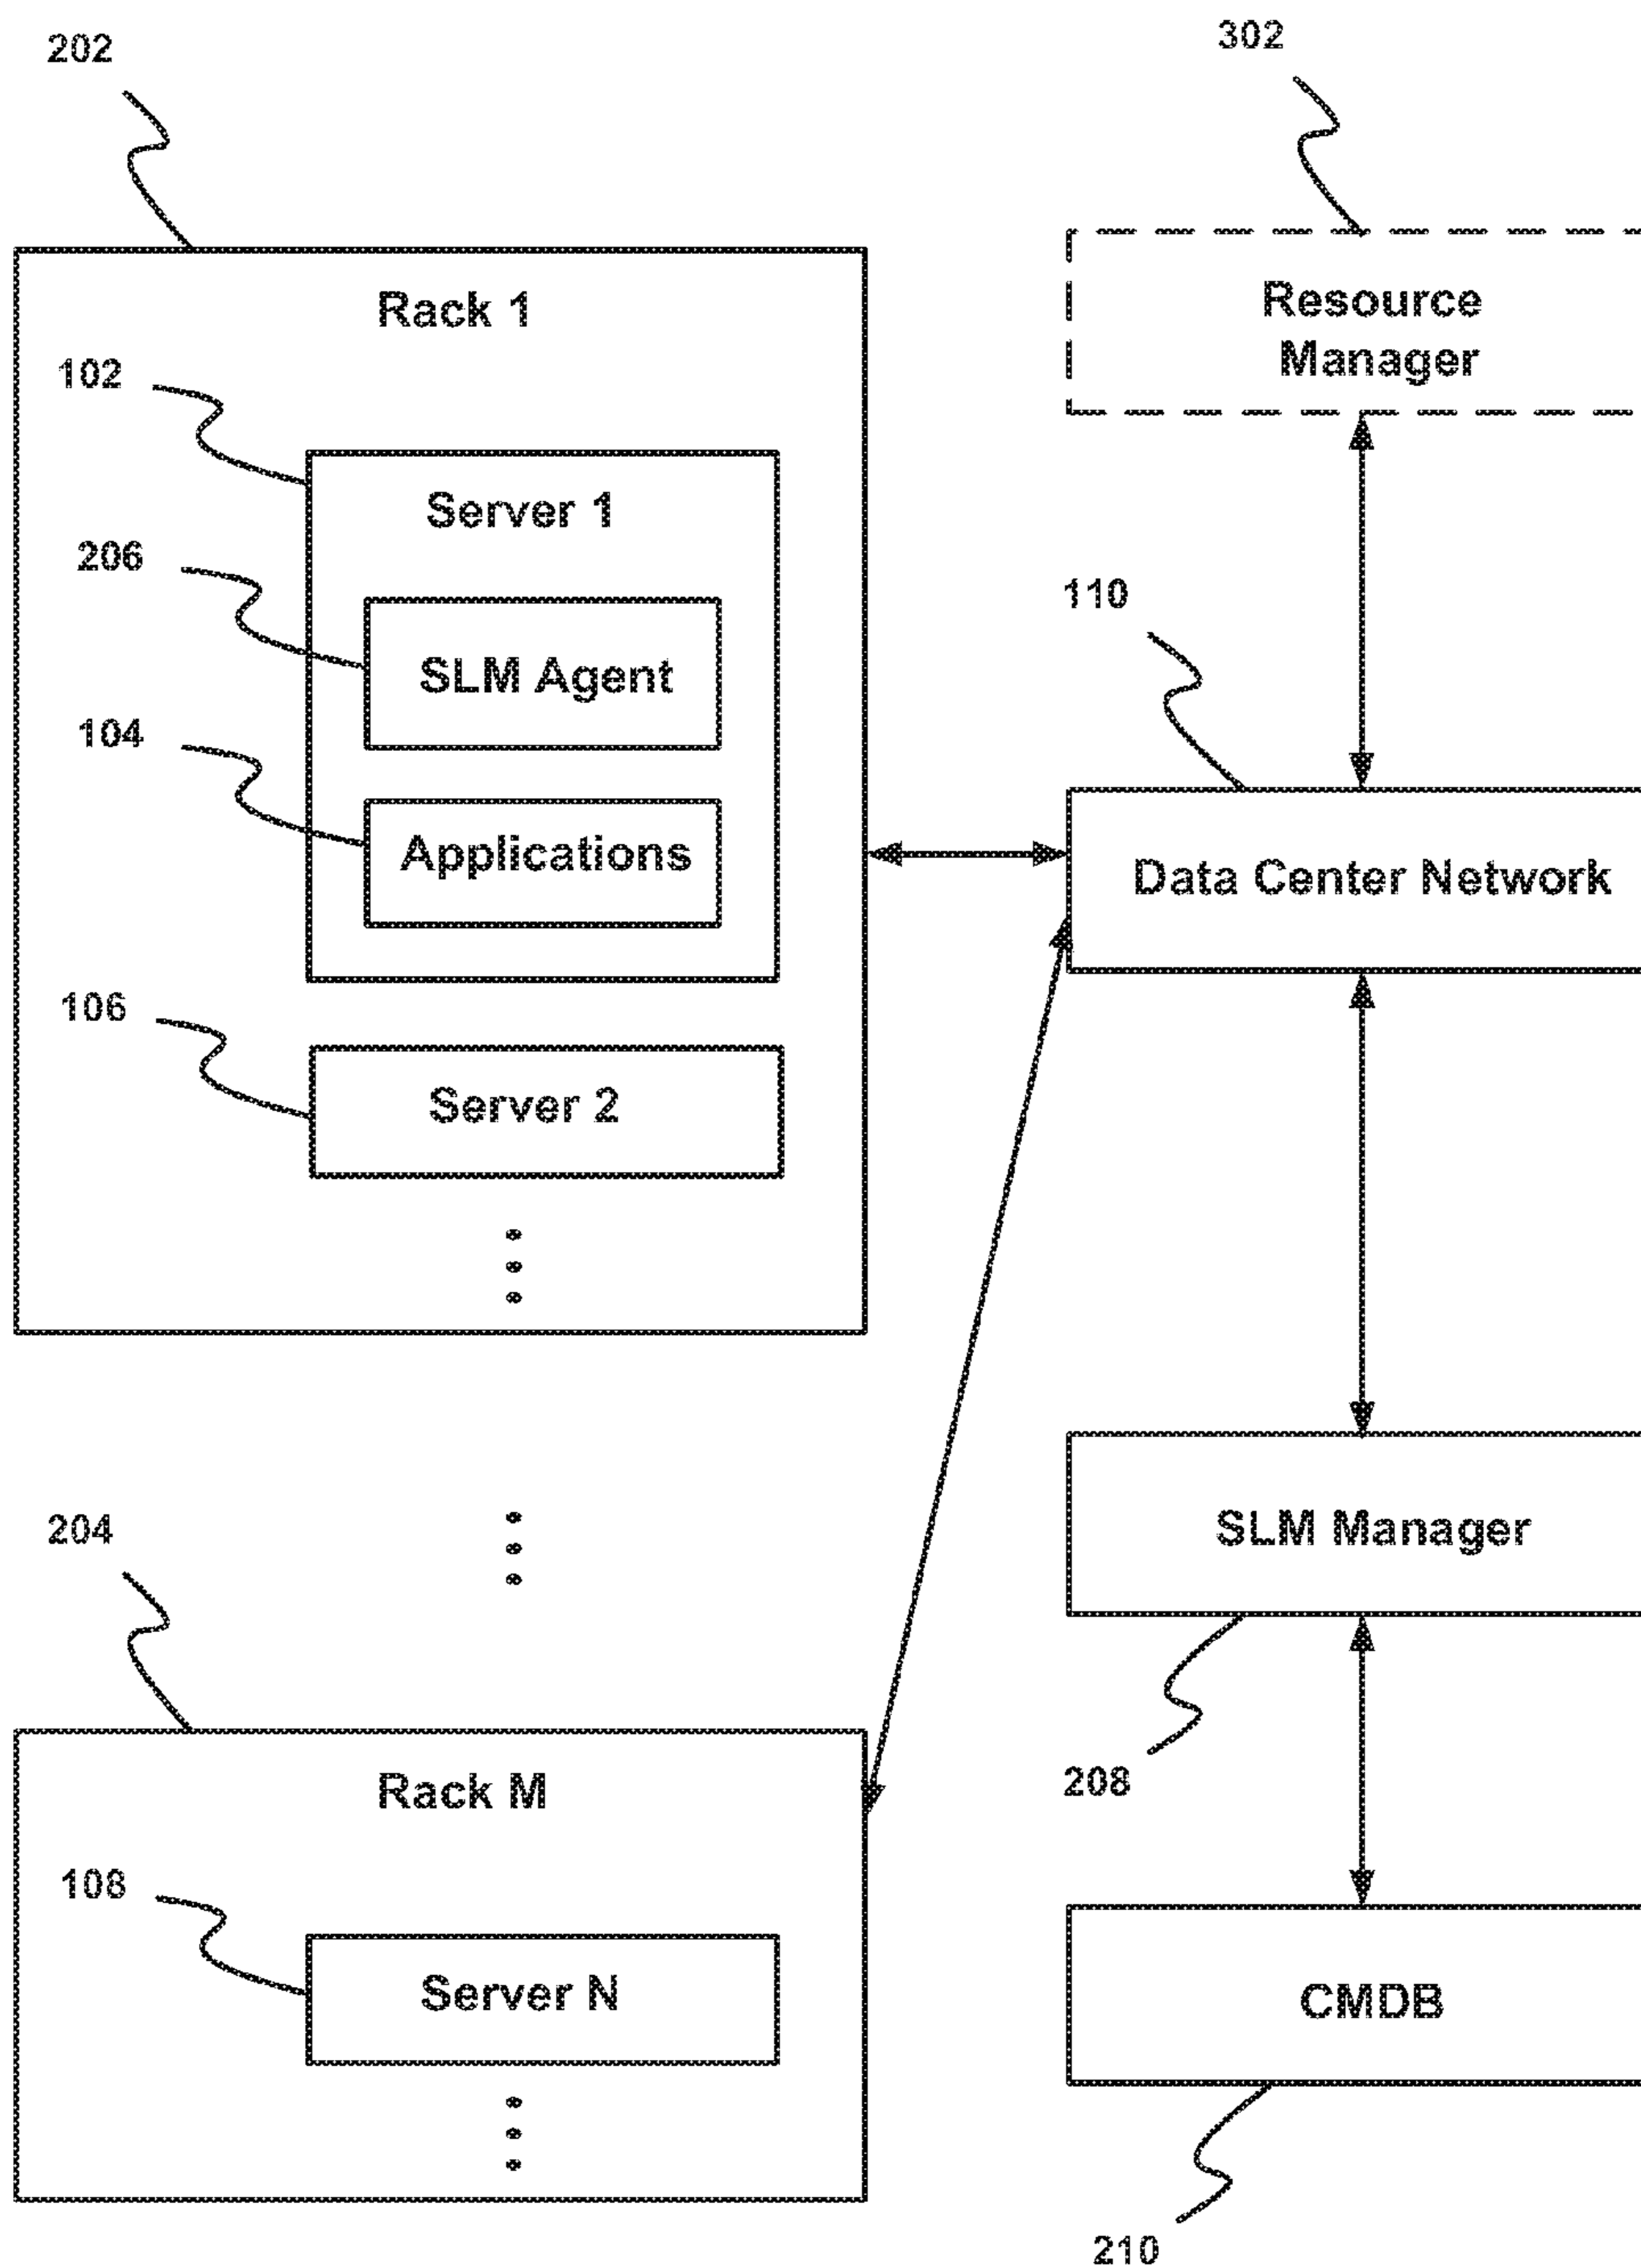 202
302
Rack 1
Resource
Manager
102
Server 1
206
SLM Agent
110
104
Applications
Data Center Network
106
Server 2
204
SLM Manager
208
Rack M
108
Server N
CMDB
210